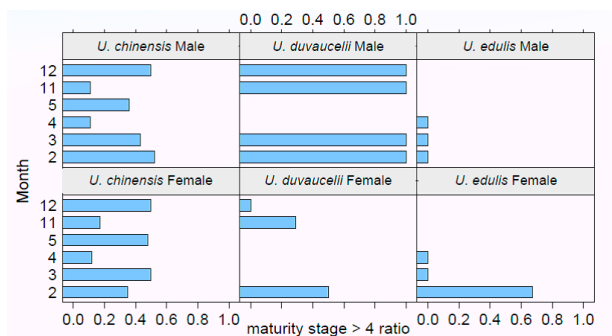 0.0 0.2 0.4 0.6 0.8 1.0
U. chinensis Male U. duvaucelii Male U. edulis Male
12
11
5
4
3
2
Month
U. chinensis Female U. duvaucelii Female U. edulis Female
12
11
5
4
3
2
0.0 0.2 0.4 0.6 0.8 1.0 0.0 0.2 0.4 0.6 0.8 1.0
maturity stage > 4 ratio